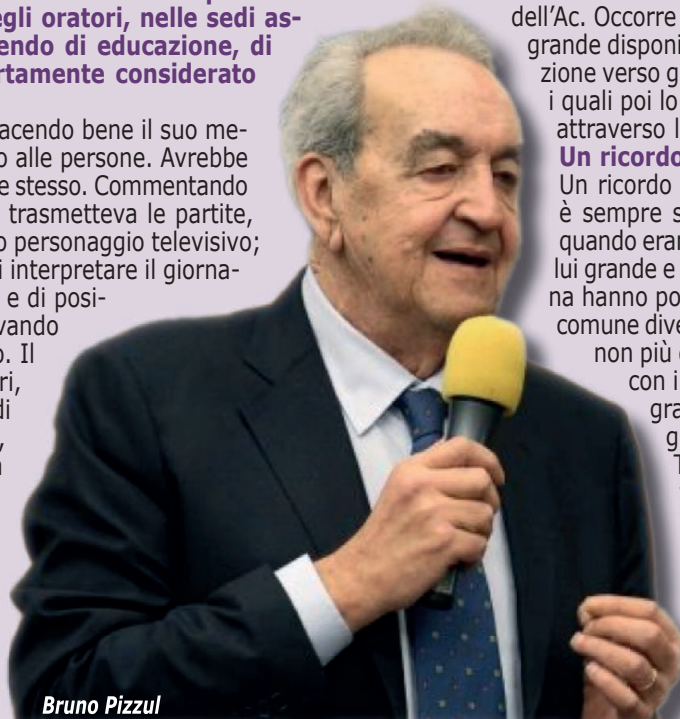 egli oratori, nelle sedi as-
endo di educazione, di
rtamente considerato
acendo bene il suo me-
o alle persone. Avrebbe
e stesso. Commentando
trasmetteva le partite,
o personaggio televisivo;
i interpretare il giorna-
e di posi-
vando
o. Il
ri,
di
,
Bruno Pizzul
dell'Ac. Occorre
grande disponi
zione verso g
i quali poi lo
attraverso l
Un ricordo
Un ricordo
è sempre s
quando eran
lui grande e
na hanno po
comune dive
non più
con i
gra
g
T